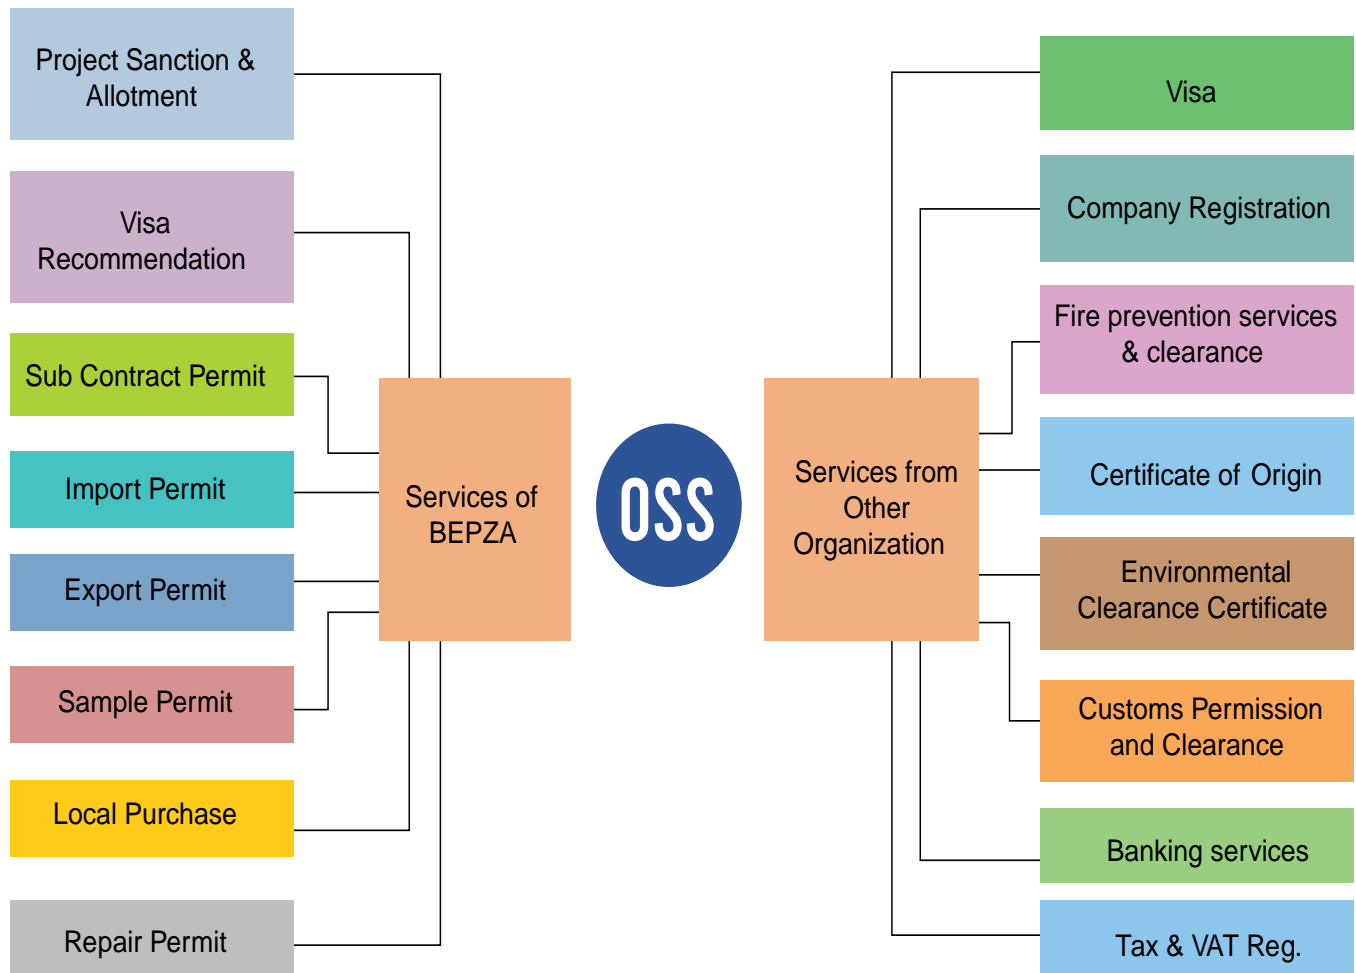 Project Sanction &
Allotment
Visa
Recommendation
Sub Contract Permit
Import Permit
Export Permit
Sample Permit
Local Purchase
Repair Permit
Services of
BEPZA
OSS
Services from
Other
Organization
Visa
Company Registration
Fire prevention services
& clearance
Certificate of Origin
Environmental
Clearance Certificate
Customs Permission
and Clearance
Banking services
Tax & VAT Reg.